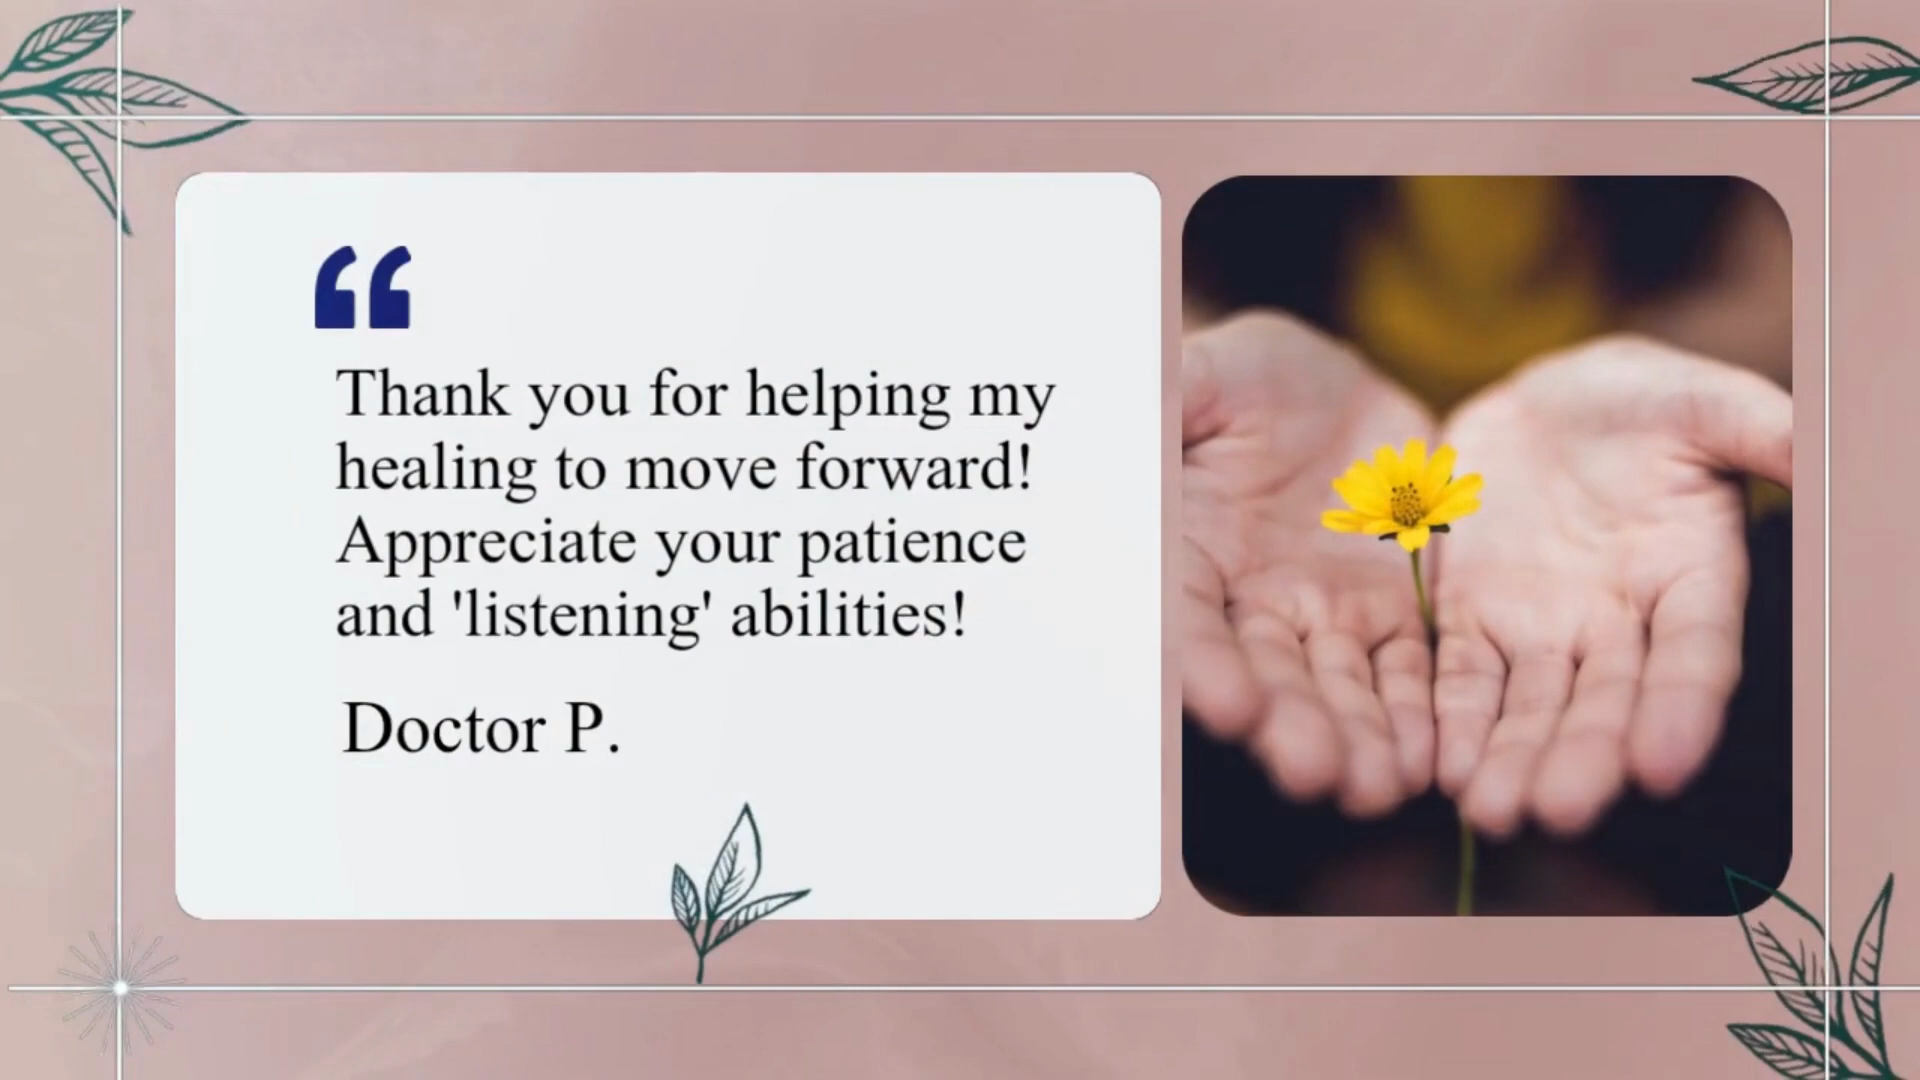 “
Thank you for helping my
healing to move forward!
Appreciate your patience
and 'listening' abilities!
Doctor P.